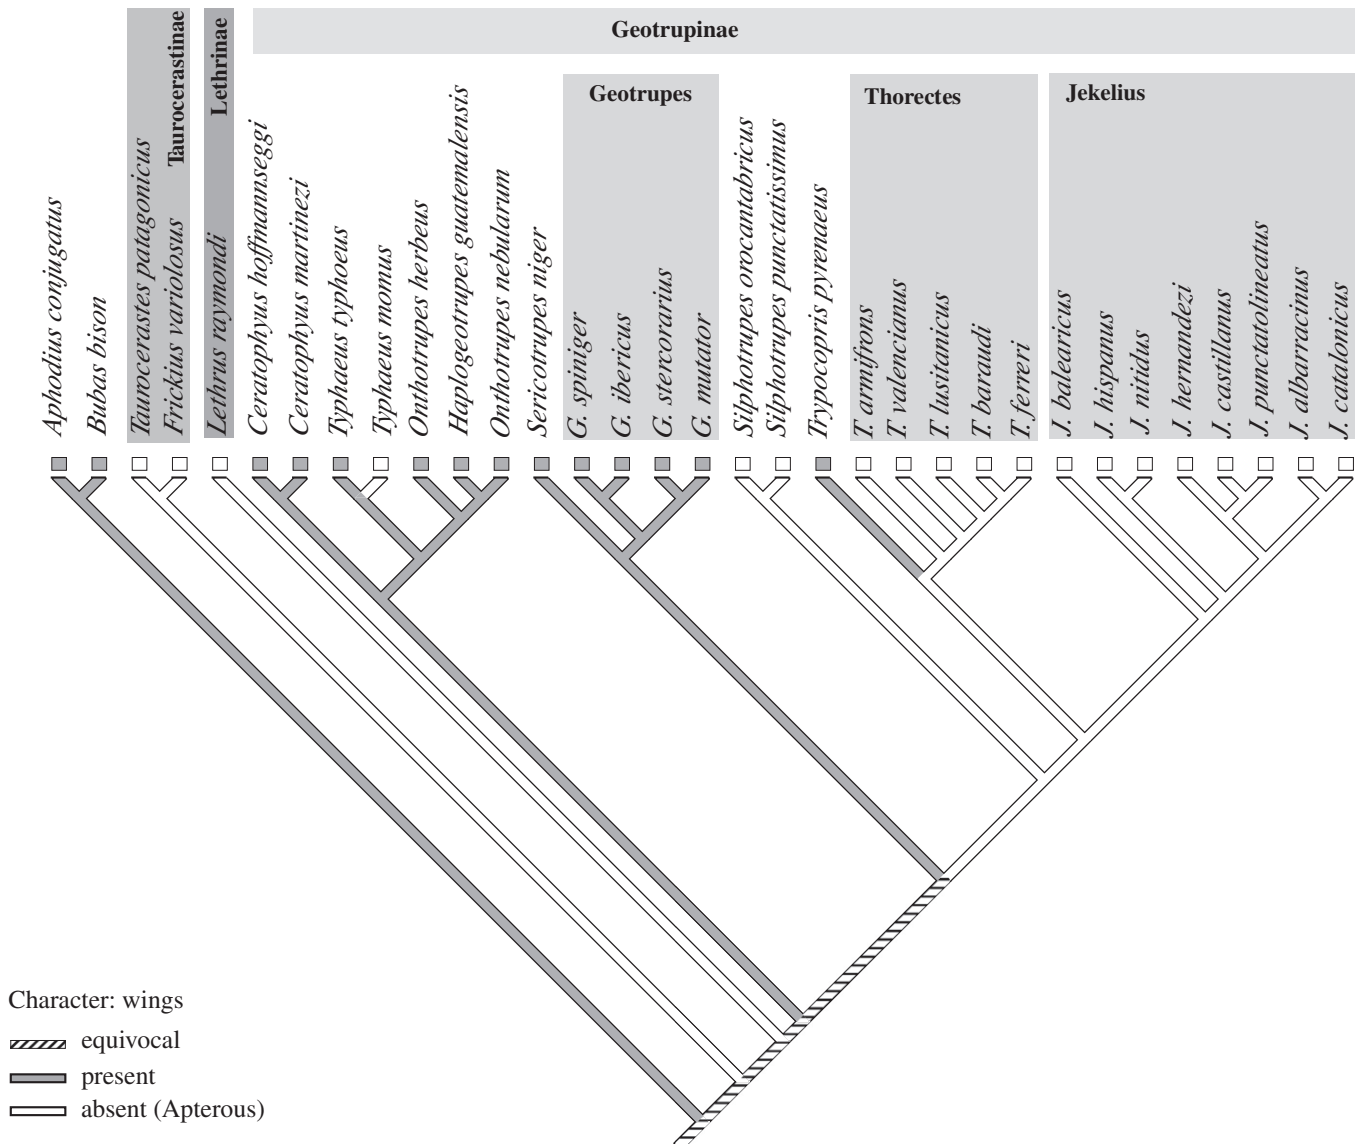 Geotrupinae
Taurocerastinae
Lethrinae
Geotrupes
Thorectes
Jekelius
Aphodius conjugatus
Bubas bison
Taurocerastes patagonicus
Frickius variolosus
Lethrus raymondi
Ceratophyus hoffmannseggi
Ceratophyus martinezi
Typhaeus typhoeus
Typhaeus momus
Onthotrupes herbeus
Haplogeotrupes guatemalensis
Onthotrupes nebularum
Sericotrupes niger
G. spiniger
G. ibericus
G. stercorarius
G. mutator
Silphotrupes orocantabricus
Silphotrupes punctatissimus
Trypocopris pyrenaeus
T. armifrons
T. valencianus
T. lusitanicus
T. baraudi
T. ferreri
J. balearicus
J. hispanus
J. nitidus
J. hernandezi
J. castillanus
J. punctatolineatus
J. albarracinus
J. catalonicus
Character: wings
equivocal
present
absent (Apterous)